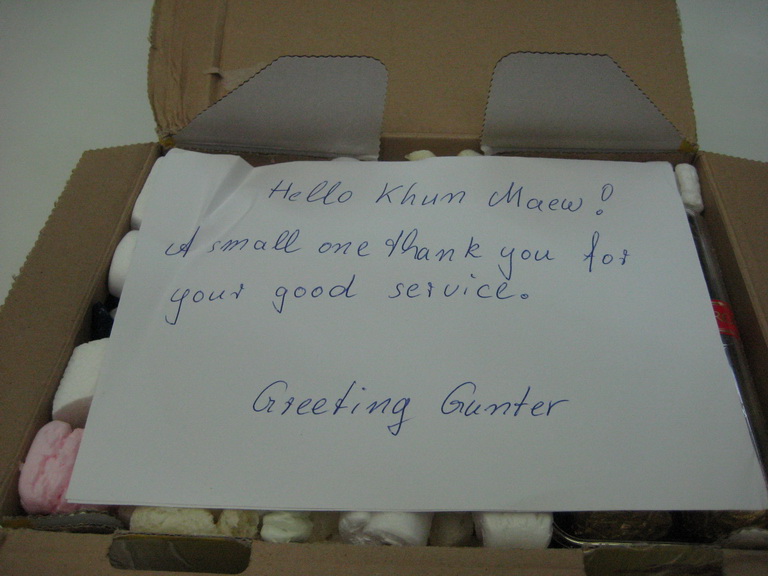 Hello Khun Maew!
A small one thank you for
your good service.
Greeting Gunter